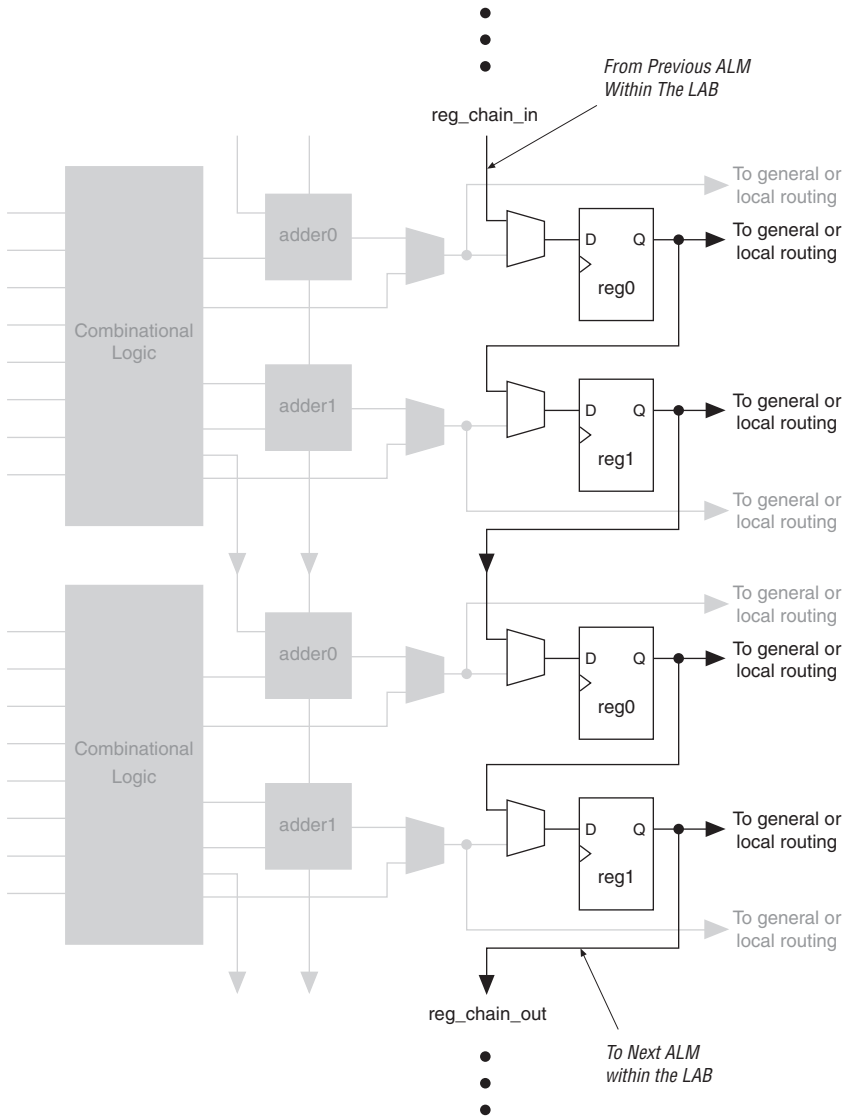 From Previous ALM
Within The LAB
reg_chain_in
To general or
local routing
adder0
D Q
To general or
local routing
reg0
Combinational
Logic
adder1
D Q
To general or
local routing
reg1
To general or
local routing
To general or
local routing
adder0
D Q
To general or
local routing
reg0
Combinational
Logic
adder1
D Q
To general or
local routing
reg1
To general or
local routing
reg_chain_out
To Next ALM
within the LAB